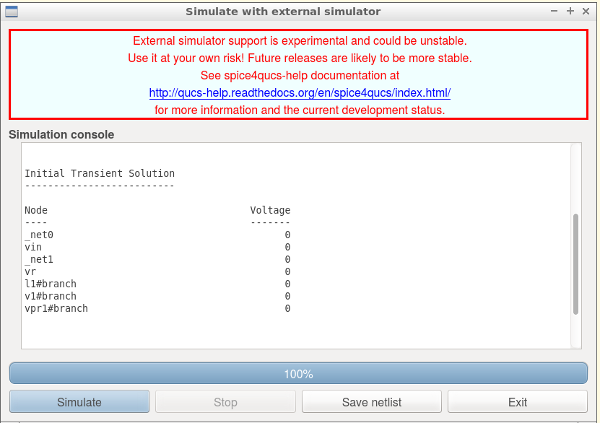 Simulate with external simulator
External simulator support is experimental and could be unstable.
Use it at your own risk! Future releases are likely to be more stable.
See spice4qucs-help documentation at
http://qucs-help.readthedocs.org/en/spice4qucs/index.html/
for more information and the current development status.
Simulation console
Initial Transient Solution
--------------------------
Node Voltage
---- -------
_net0 0
vin 0
_net1 0
vr 0
l1#branch 0
v1#branch 0
vpr1#branch 0
100%
Simulate Stop Save netlist Exit